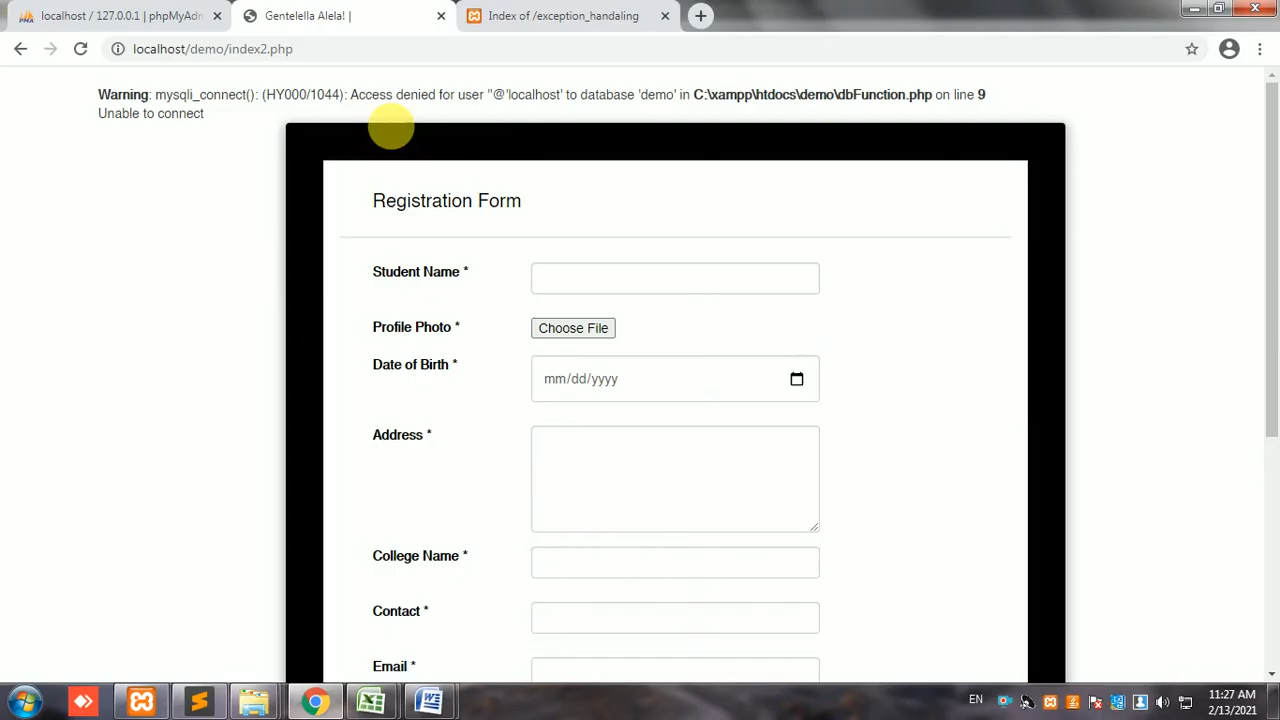 localhost / 127.0.0.1 | phpMyAdm
Gentelella Alela! |
Index of /exception_handaling
localhost/demo/index2.php
Warning: mysqli_connect(): (HY000/1044): Access denied for user ''@'localhost' to database 'demo' in C:\xampp\htdocs\demo\dbFunction.php on line 9
Unable to connect
Registration Form
Student Name *
Profile Photo *
Choose File
Date of Birth *
mm/dd/yyyy
Address *
College Name *
Contact *
Email *
EN
11:27 AM
2/13/2021